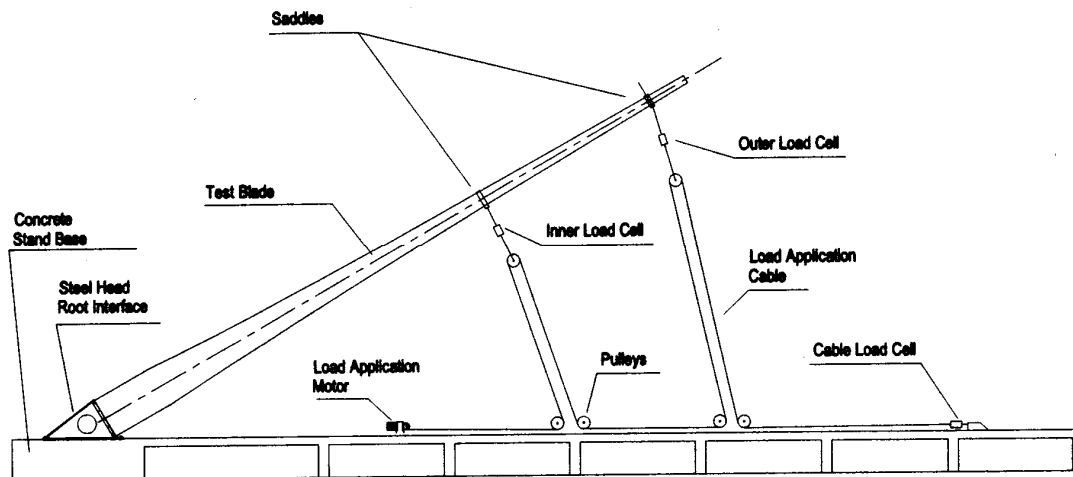 Saddles
Outer Load Cell
Test Blade
Concrete
Stand Base
Inner Load Cell
Load Application
Cable
Steel Head
Root Interface
Load Application
Motor
Pulleys
Cable Load Cell